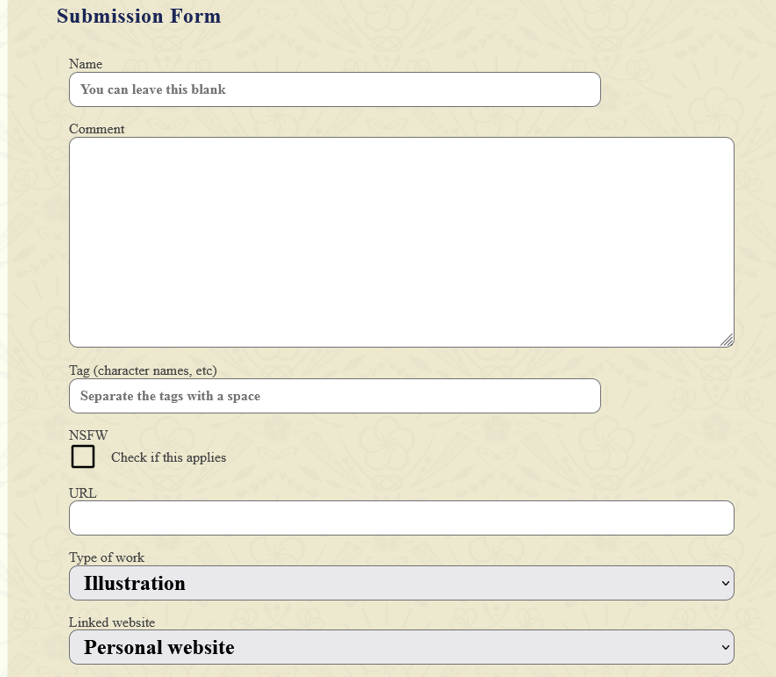 Submission Form
Name
You can leave this blank
Comment
Tag (character names, etc)
Separate the tags with a space
NSFW
Check if this applies
URL
Type of work
Illustration
Linked website
Personal website